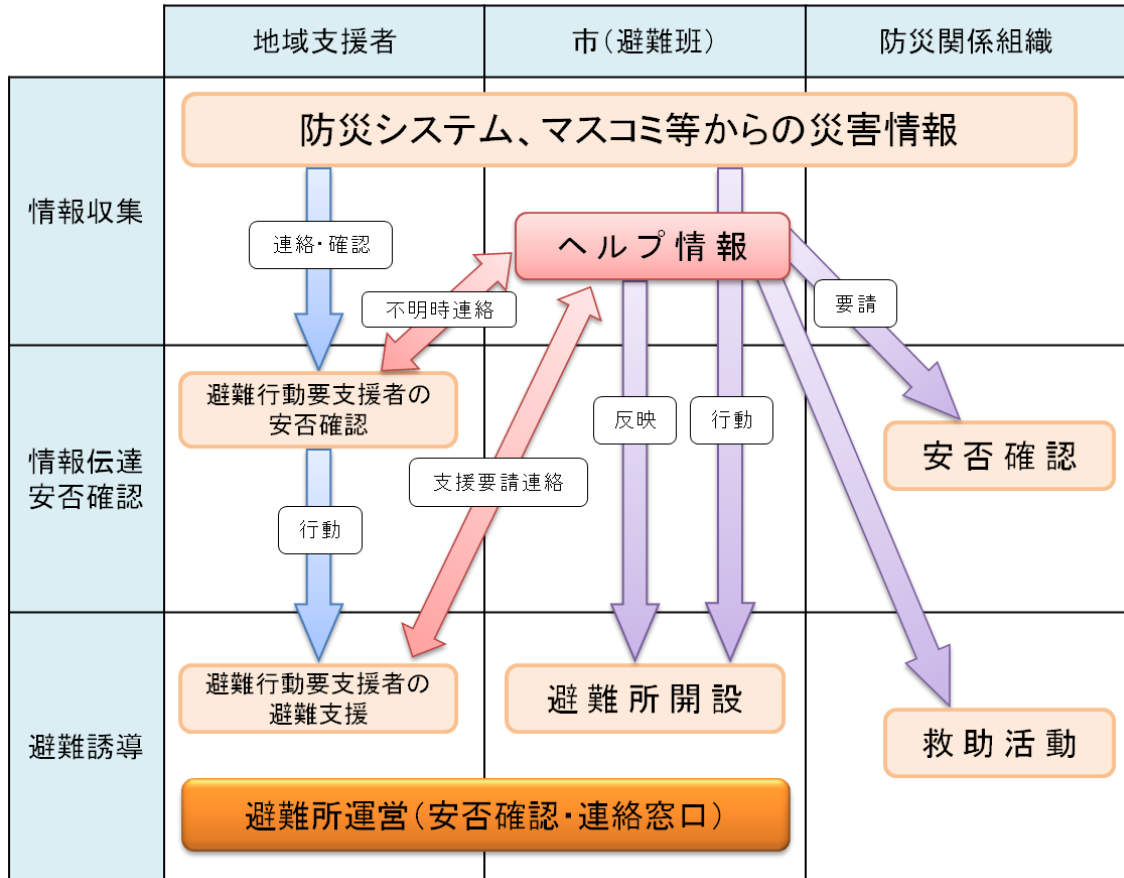 地域支援者
市(避難班)
防災関係組織
情報収集
防災システム、マスコミ等からの災害情報
連絡・確認
ヘルプ情報
不明時連絡
要請
情報伝達
安否確認
避難行動要支援者の
安否確認
反映
行動
安否確認
支援要請連絡
行動
避難誘導
避難行動要支援者の
避難支援
避難所開設
救助活動
避難所運営(安否確認・連絡窓口)